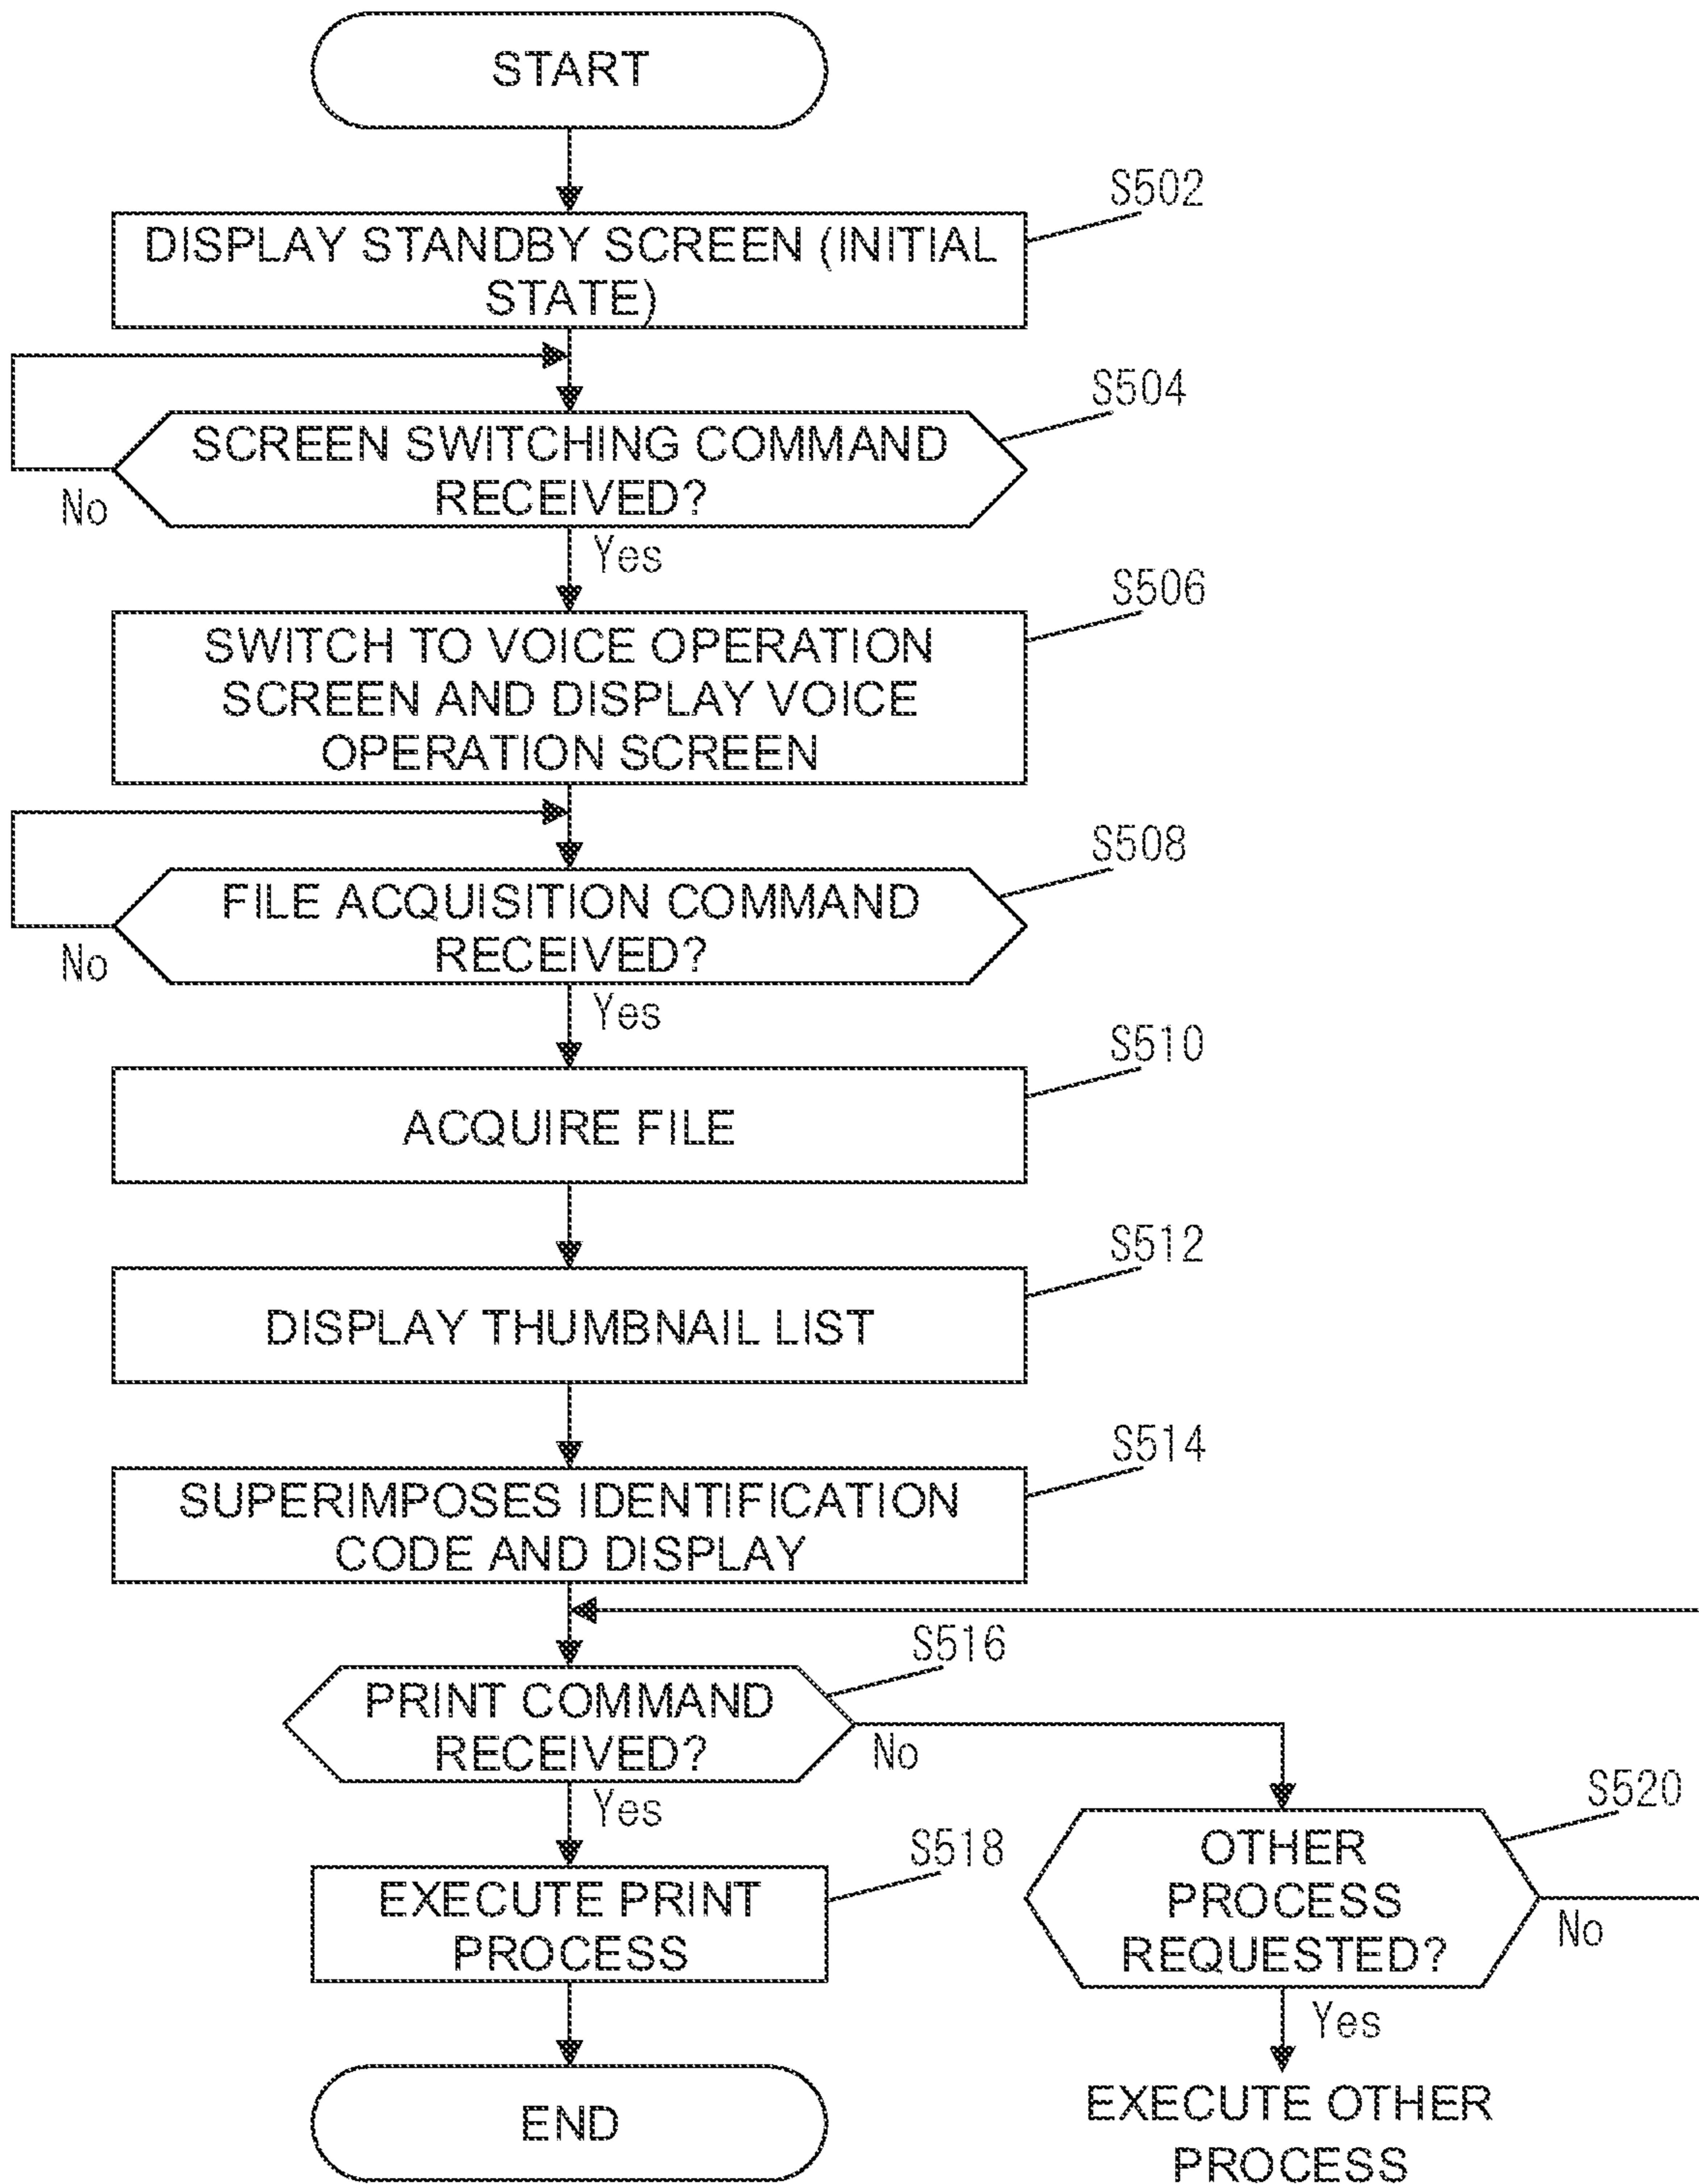 START
S502
DISPLAY STANDBY SCREEN (INITIAL
STATE)
S504
SCREEN SWITCHING COMMAND
RECEIVED?
No
Yes
S506
SWITCH TO VOICE OPERATION
SCREEN AND DISPLAY VOICE
OPERATION SCREEN
S508
FILE ACQUISITION COMMAND
RECEIVED?
No
Yes
S510
ACQUIRE FILE
S512
DISPLAY THUMBNAIL LIST
S514
SUPERIMPOSES IDENTIFICATION
CODE AND DISPLAY
S516
PRINT COMMAND
RECEIVED?
No
Yes
S518
EXECUTE PRINT
PROCESS
END
S520
OTHER
PROCESS
REQUESTED?
No
Yes
EXECUTE OTHER
PROCESS